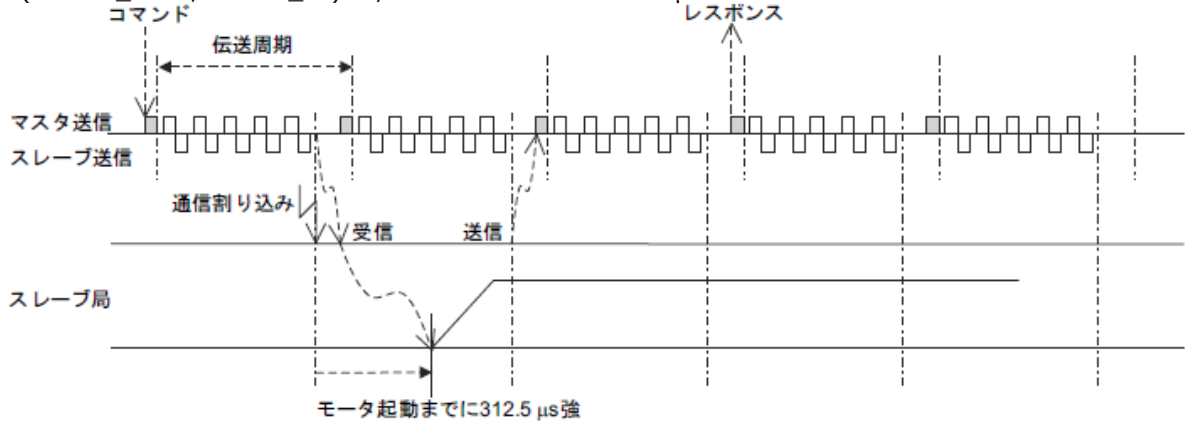 コマンド
レスポンス
伝送周期
マスタ送信
スレーブ送信
通信割り込み
受信
送信
スレーブ局
モータ起動までに312.5 μs強